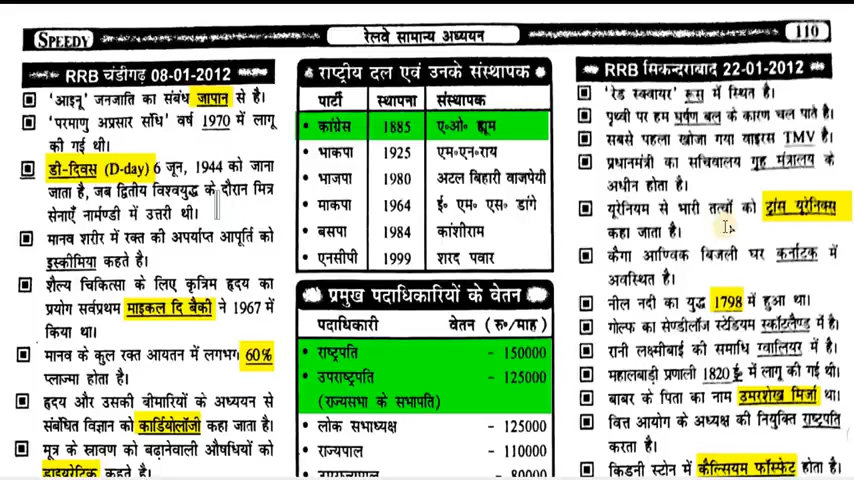 SPEEDY
रेलवे सामान्य अध्ययन
110
RRB चंडीगढ़ 08-01-2012
'आइनू' जनजाति का संबंध जापान से है।
'परमाणु अप्रसार संधि' वर्ष 1970 में लागू
की गई थी।
डी-दिवस (D-day) 6 जून, 1944 को जाना
जाता है, जब द्वितीय विश्वयुद्ध के दौरान मित्र
सेनाएँ नार्मण्डी में उतरी थी।
मानव शरीर में रक्त की अपर्याप्त आपूर्ति को
इस्कीमिया कहते है।
शैल्य चिकित्सा के लिए कृत्रिम हृदय का
प्रयोग सर्वप्रथम माइकल दि बैकी ने 1967 में
किया था।
मानव के कुल रक्त आयतन में लगभग 60%
प्लाज्मा होता है।
हृदय और उसकी बीमारियों के अध्ययन से
संबंधित विज्ञान को कार्डियोलॉजी कहा जाता है।
मूत्र के स्रावण को बढ़ानेवाली औषधियों को
डाइयूरेटिक कहते है।
राष्ट्रीय दल एवं उनके संस्थापक
पार्टी स्थापना संस्थापक
• कांग्रेस 1885 ए॰ओ॰ ह्यूम
• भाकपा 1925 एम॰एन॰राय
• भाजपा 1980 अटल बिहारी वाजपेयी
• माकपा 1964 ई॰ एम॰ एस॰ डांगे
• बसपा 1984 कांशीराम
• एनसीपी 1999 शरद पवार
प्रमुख पदाधिकारियों के वेतन
पदाधिकारी वेतन (रु॰/माह)
• राष्ट्रपति - 150000
• उपराष्ट्रपति - 125000
(राज्यसभा के सभापति)
• लोक सभाध्यक्ष - 125000
• राज्यपाल - 110000
• उपराज्यपाल - 80000
RRB सिकन्दराबाद 22-01-2012
'रेड स्क्वायर' रूस में स्थित है।
पृथ्वी पर हम घर्षण बल के कारण चल पाते है।
सबसे पहला खोजा गया वाइरस TMV है।
प्रधानमंत्री का सचिवालय गृह मंत्रालय के
अधीन होता है।
यूरेनियम से भारी तत्वों को ट्रांस यूरेनिक्स
कहा जाता है।
कैगा आण्विक बिजली घर कर्नाटक में
अवस्थित है।
नील नदी का युद्ध 1798 में हुआ था।
गोल्फ का सेण्डीलॉज स्टेडियम स्कॉटलैण्ड में है।
रानी लक्ष्मीबाई की समाधि ग्वालियर में है।
महालबाड़ी प्रणाली 1820 ई॰ में लागू की गई थी।
बाबर के पिता का नाम उमरशेख मिर्जा था।
वित्त आयोग के अध्यक्ष की नियुक्ति राष्ट्रपति
करता है।
किडनी स्टोन में कैल्सियम फॉस्फेट होता है।